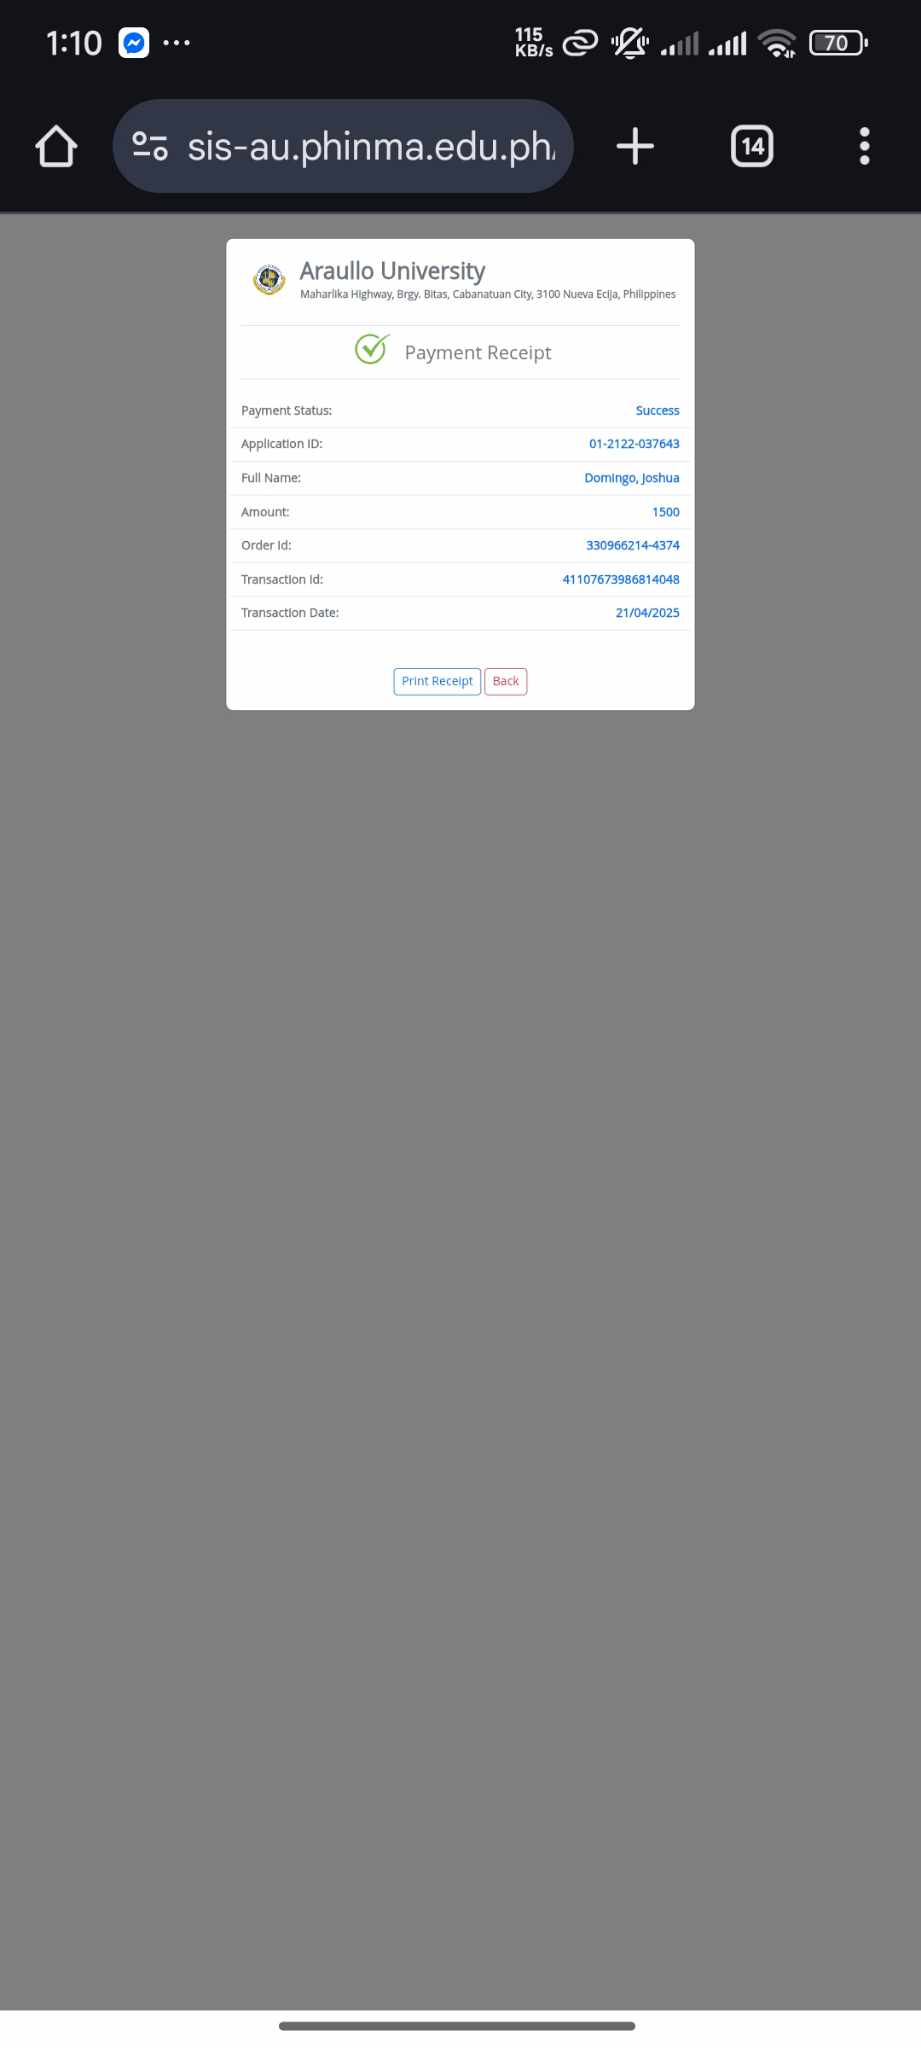 1:10
115
KB/s
70
sis-au.phinma.edu.ph/
14
Araullo University
Maharlika Highway, Brgy. Bitas, Cabanatuan City, 3100 Nueva Ecija, Philippines
Payment Receipt
Payment Status: Success
Application ID: 01-2122-037643
Full Name: Domingo, Joshua
Amount: 1500
Order Id: 330966214-4374
Transaction Id: 41107673986814048
Transaction Date: 21/04/2025
Print Receipt Back